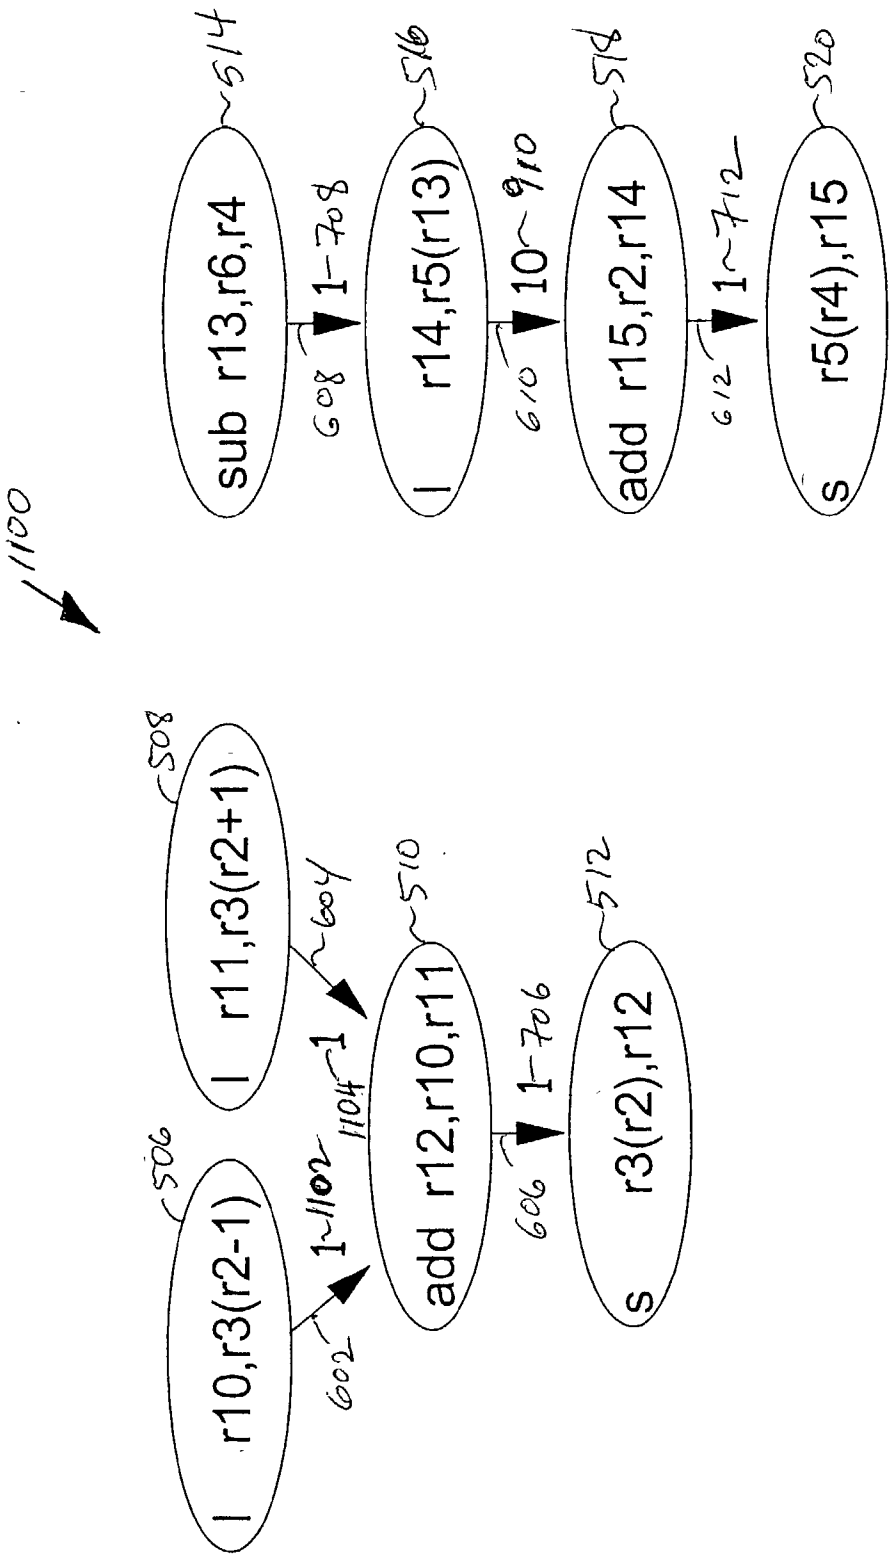 1100
506
l r10,r3(r2-1)
508
l r11,r3(r2+1)
602
1~1102
1104~1
~604
~510
add r12,r10,r11
606
1-706
~512
s r3(r2),r12
~514
sub r13,r6,r4
608
1-708
~516
l r14,r5(r13)
610
10~910
~518
add r15,r2,r14
612
1~712
~520
s r5(r4),r15